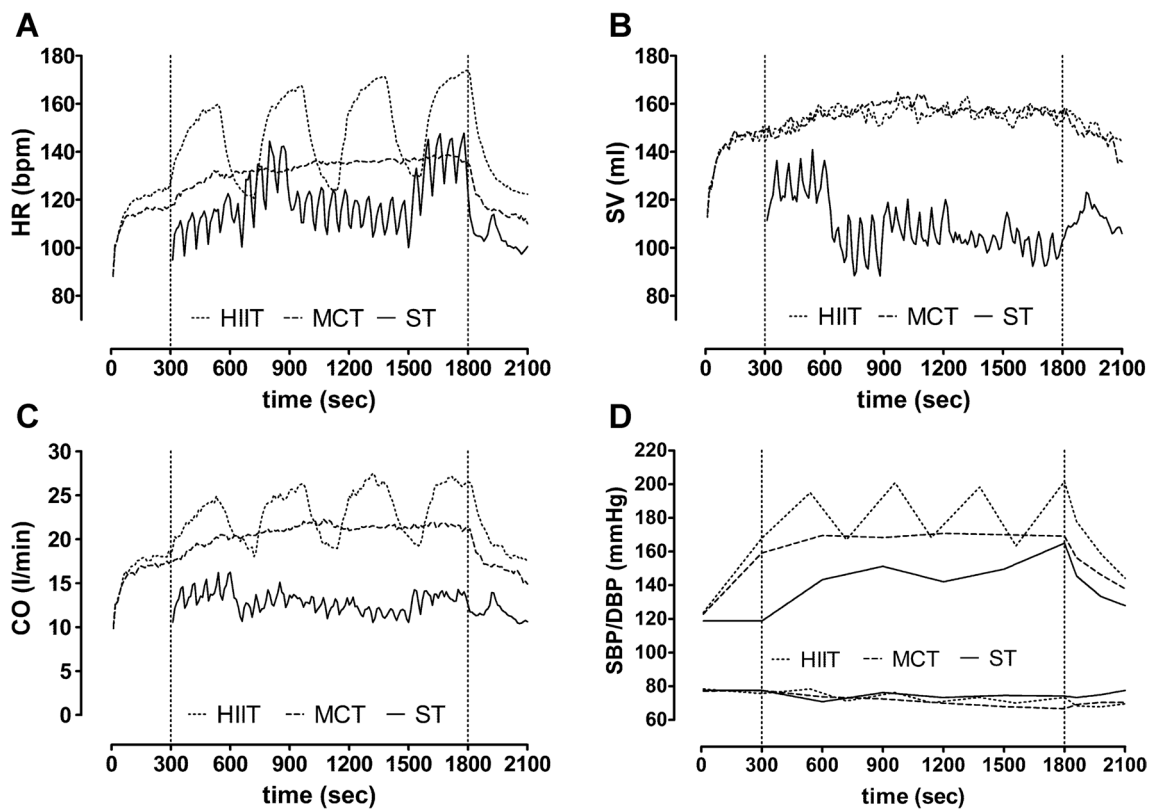 A
HR (bpm)
180
160
140
120
100
80
HIIT MCT ST
0 300 600 900 1200 1500 1800 2100
time (sec)
B
SV (ml)
180
160
140
120
100
80
HIIT MCT ST
0 300 600 900 1200 1500 1800 2100
time (sec)
C
CO (l/min)
30
25
20
15
10
5
0
HIIT MCT ST
0 300 600 900 1200 1500 1800 2100
time (sec)
D
SBP/DBP (mmHg)
220
200
180
160
140
120
100
80
60
HIIT MCT ST
0 300 600 900 1200 1500 1800 2100
time (sec)